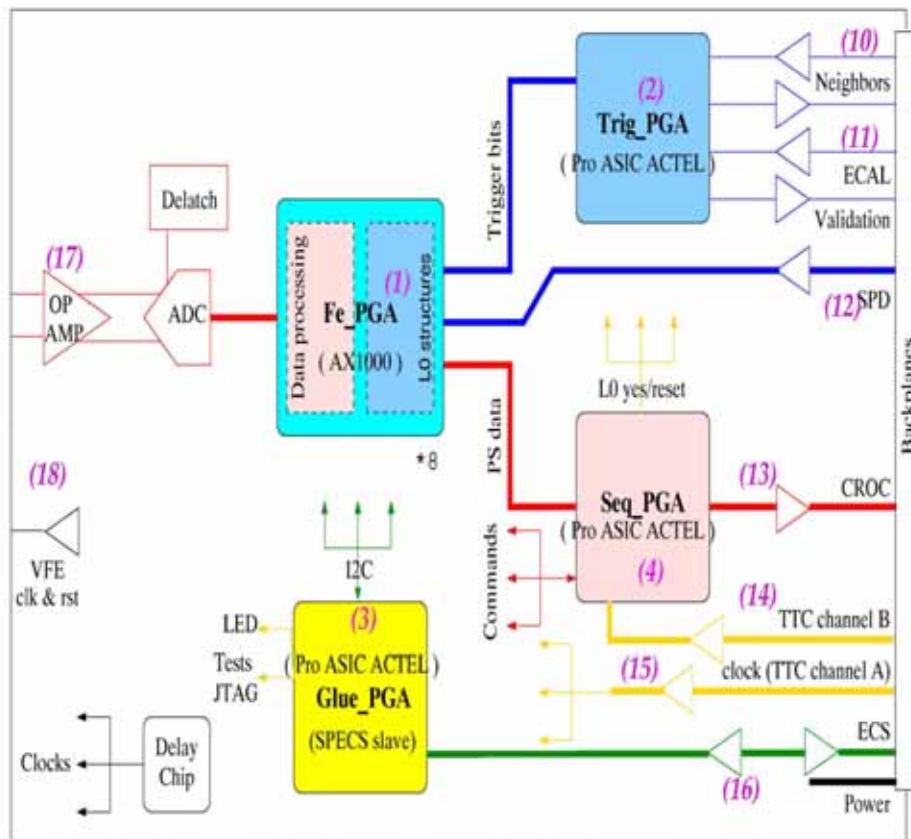 (10)
Neighbors
(2)
Trig_PGA
( Pro ASIC ACTEL )
(11)
ECAL
Validation
Trigger bits
Delatch
(17)
OP
AMP
ADC
Data processing
(1)
Fe_PGA
( AX1000 )
L0 structures
*8
(12)
SPD
L0 yes/reset
Backplanes
PS data
(18)
VFE
clk & rst
I2C
Seq_PGA
( Pro ASIC ACTEL )
(4)
(13)
CROC
Commands
(14)
TTC channel B
LED
Tests
JTAG
(3)
( Pro ASIC ACTEL )
Glue_PGA
(SPECS slave)
(15)
clock (TTC channel A)
Clocks
Delay
Chip
ECS
(16)
Power